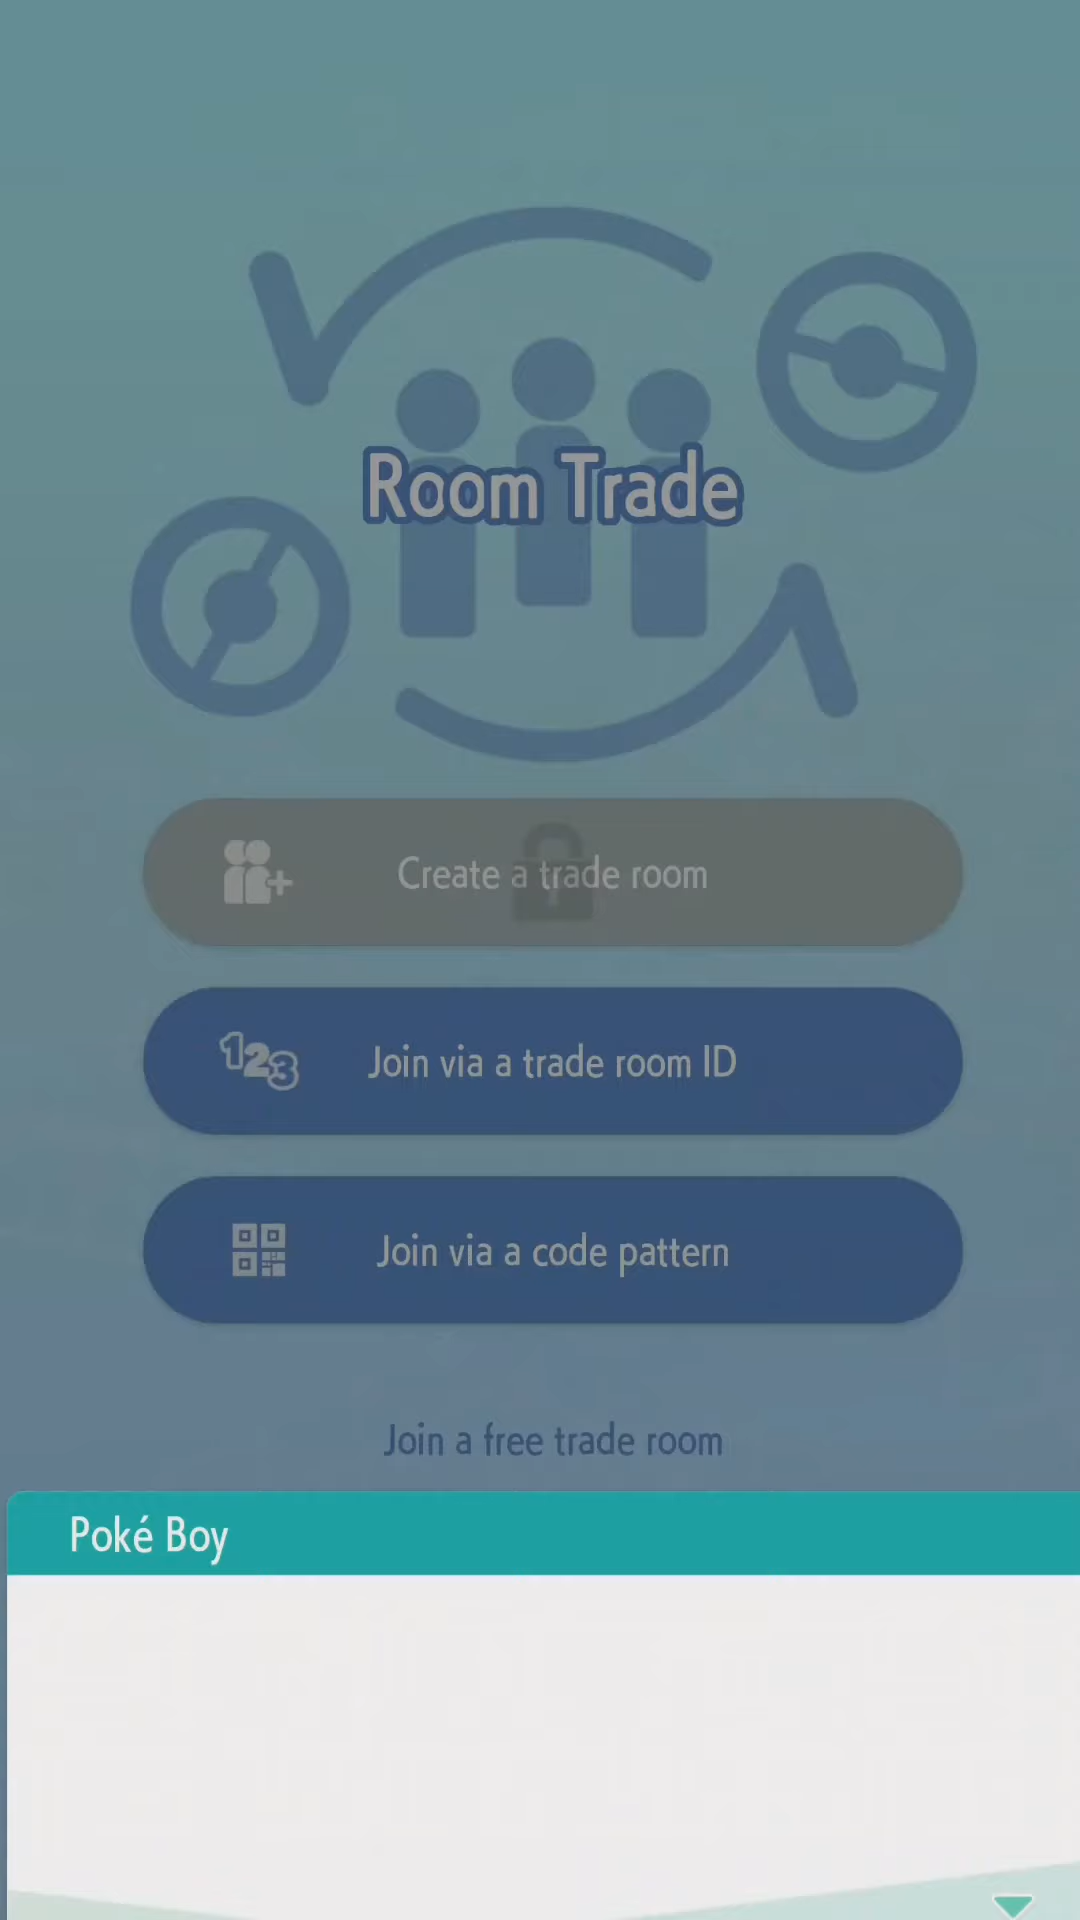 Room Trade
Create a trade room
123
Join via a trade room ID
Join via a code pattern
Join a free trade room
Poké Boy